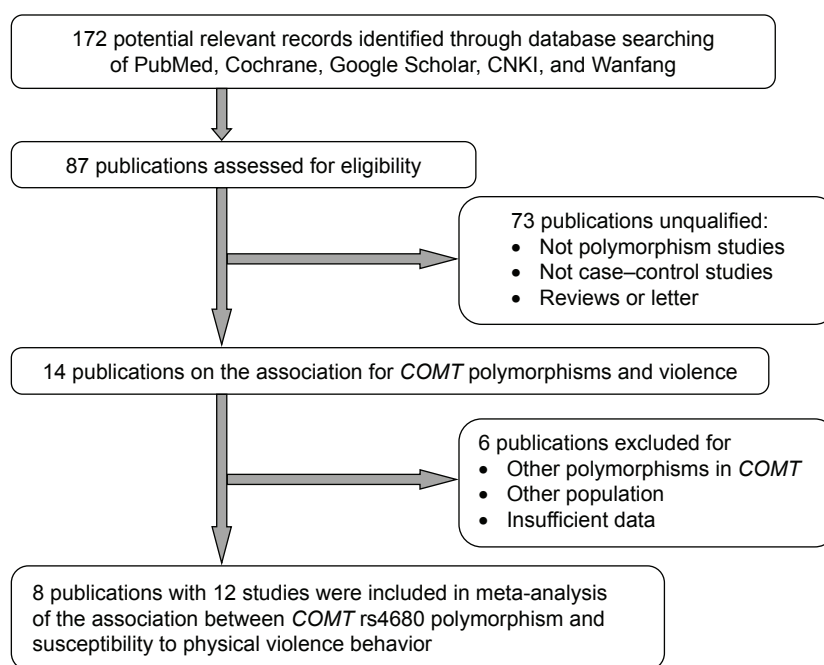 172 potential relevant records identified through database searching
of PubMed, Cochrane, Google Scholar, CNKI, and Wanfang
87 publications assessed for eligibility
73 publications unqualified:
• Not polymorphism studies
• Not case–control studies
• Reviews or letter
14 publications on the association for COMT polymorphisms and violence
6 publications excluded for
• Other polymorphisms in COMT
• Other population
• Insufficient data
8 publications with 12 studies were included in meta-analysis
of the association between COMT rs4680 polymorphism and
susceptibility to physical violence behavior